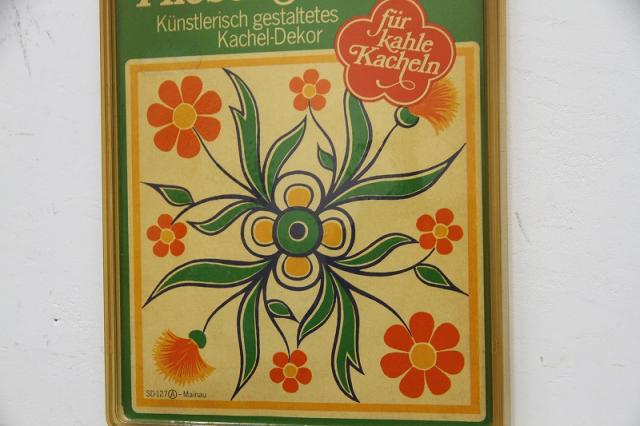 Künstlerisch gestaltetes
Kachel-Dekor
für
kahle
Kacheln
SD-127 Ⓐ - Mainau